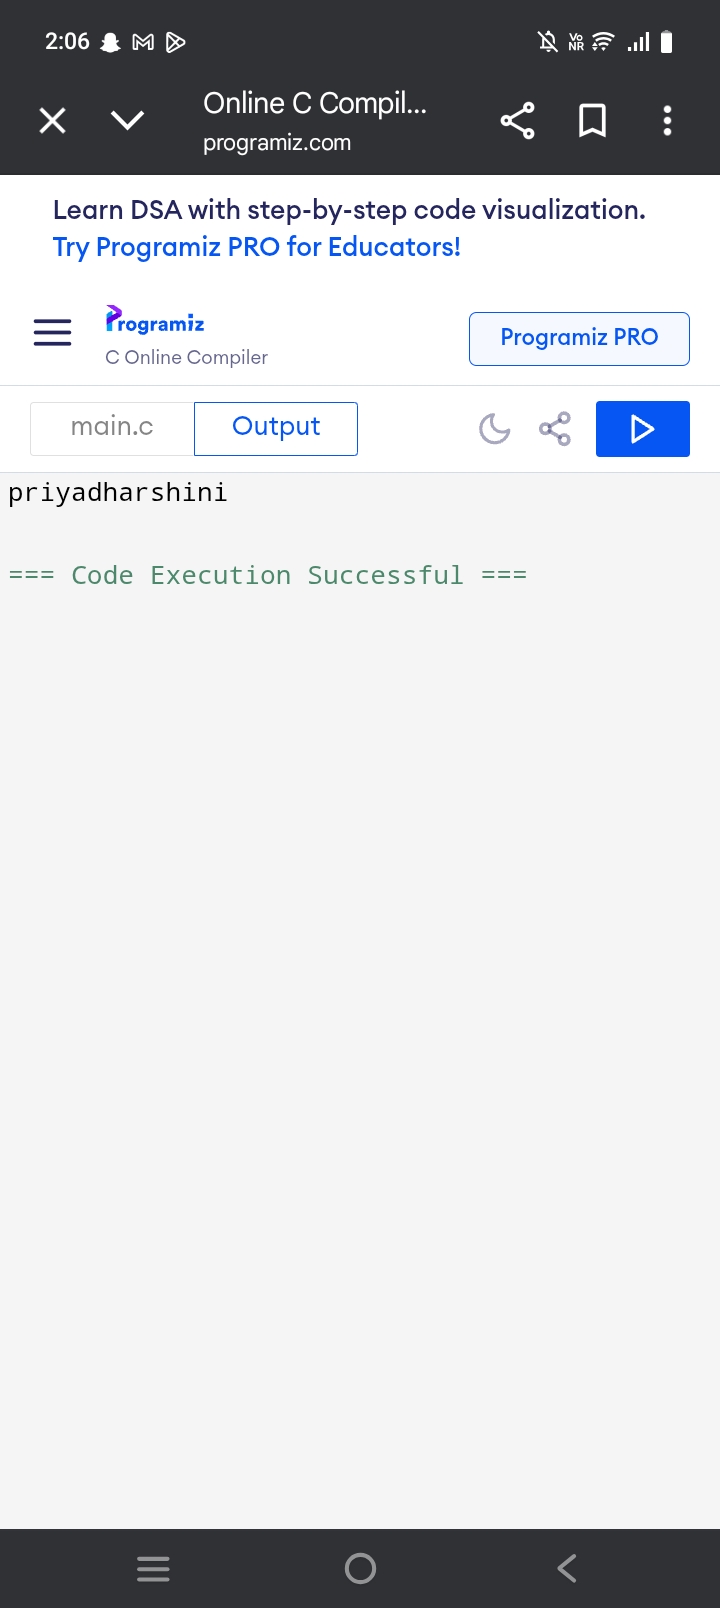 2:06
Vo
NR
Online C Compil...
programiz.com
Learn DSA with step-by-step code visualization.
Try Programiz PRO for Educators!
Programiz
C Online Compiler
Programiz PRO
main.c
Output
priyadharshini
=== Code Execution Successful ===